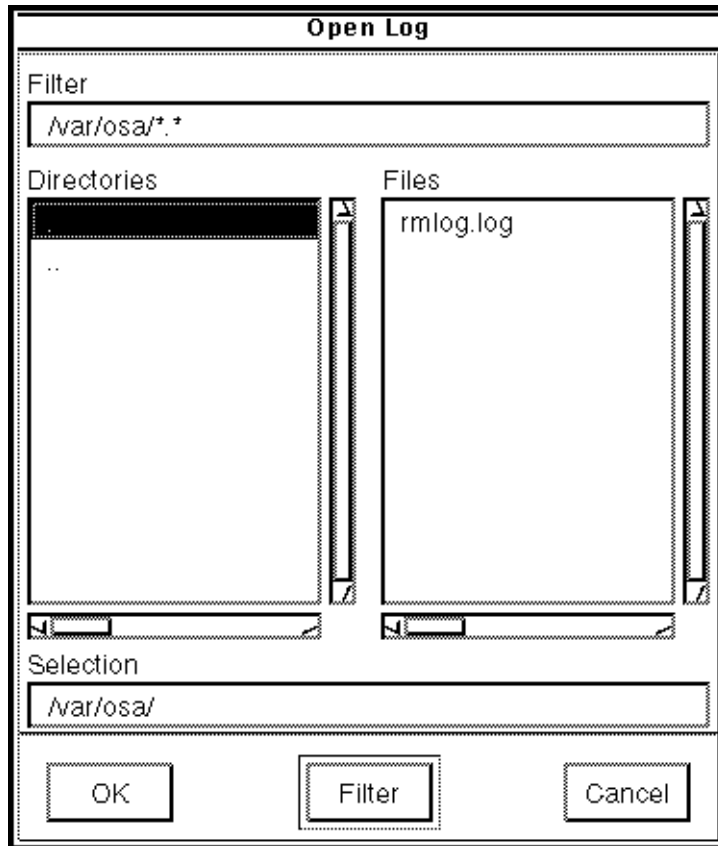 Open Log
Filter
/var/osa/*.*
Directories
Files
.
rmlog.log
..
Selection
/var/osa/
OK
Filter
Cancel